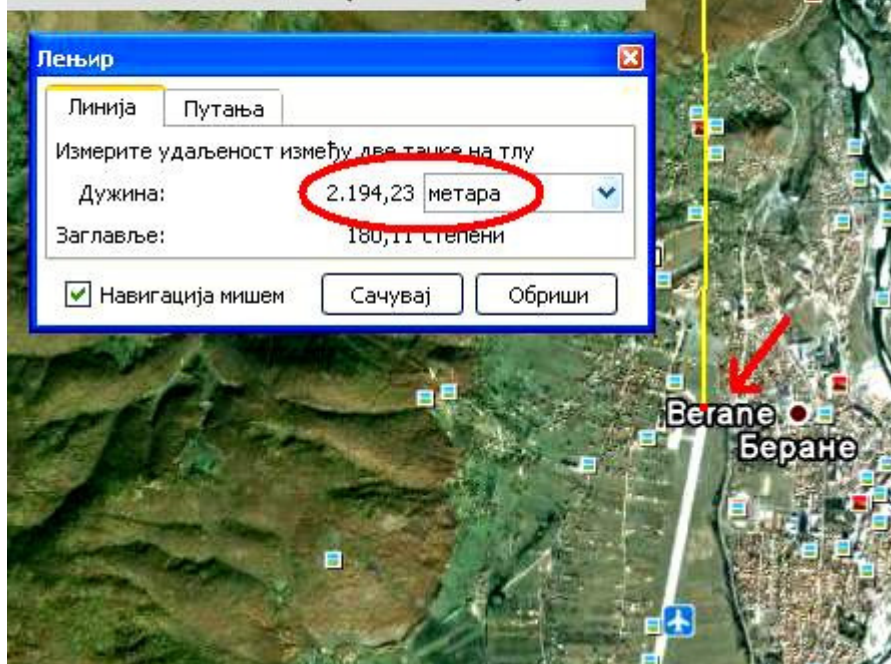 Лењир
Линија Путања
Измерите удаљеност између две тачке на тлу
Дужина: 2.194,23 метара
Заглавље: 180,11 степени
Навигација мишем Сачувај Обриши
Berane
Беране